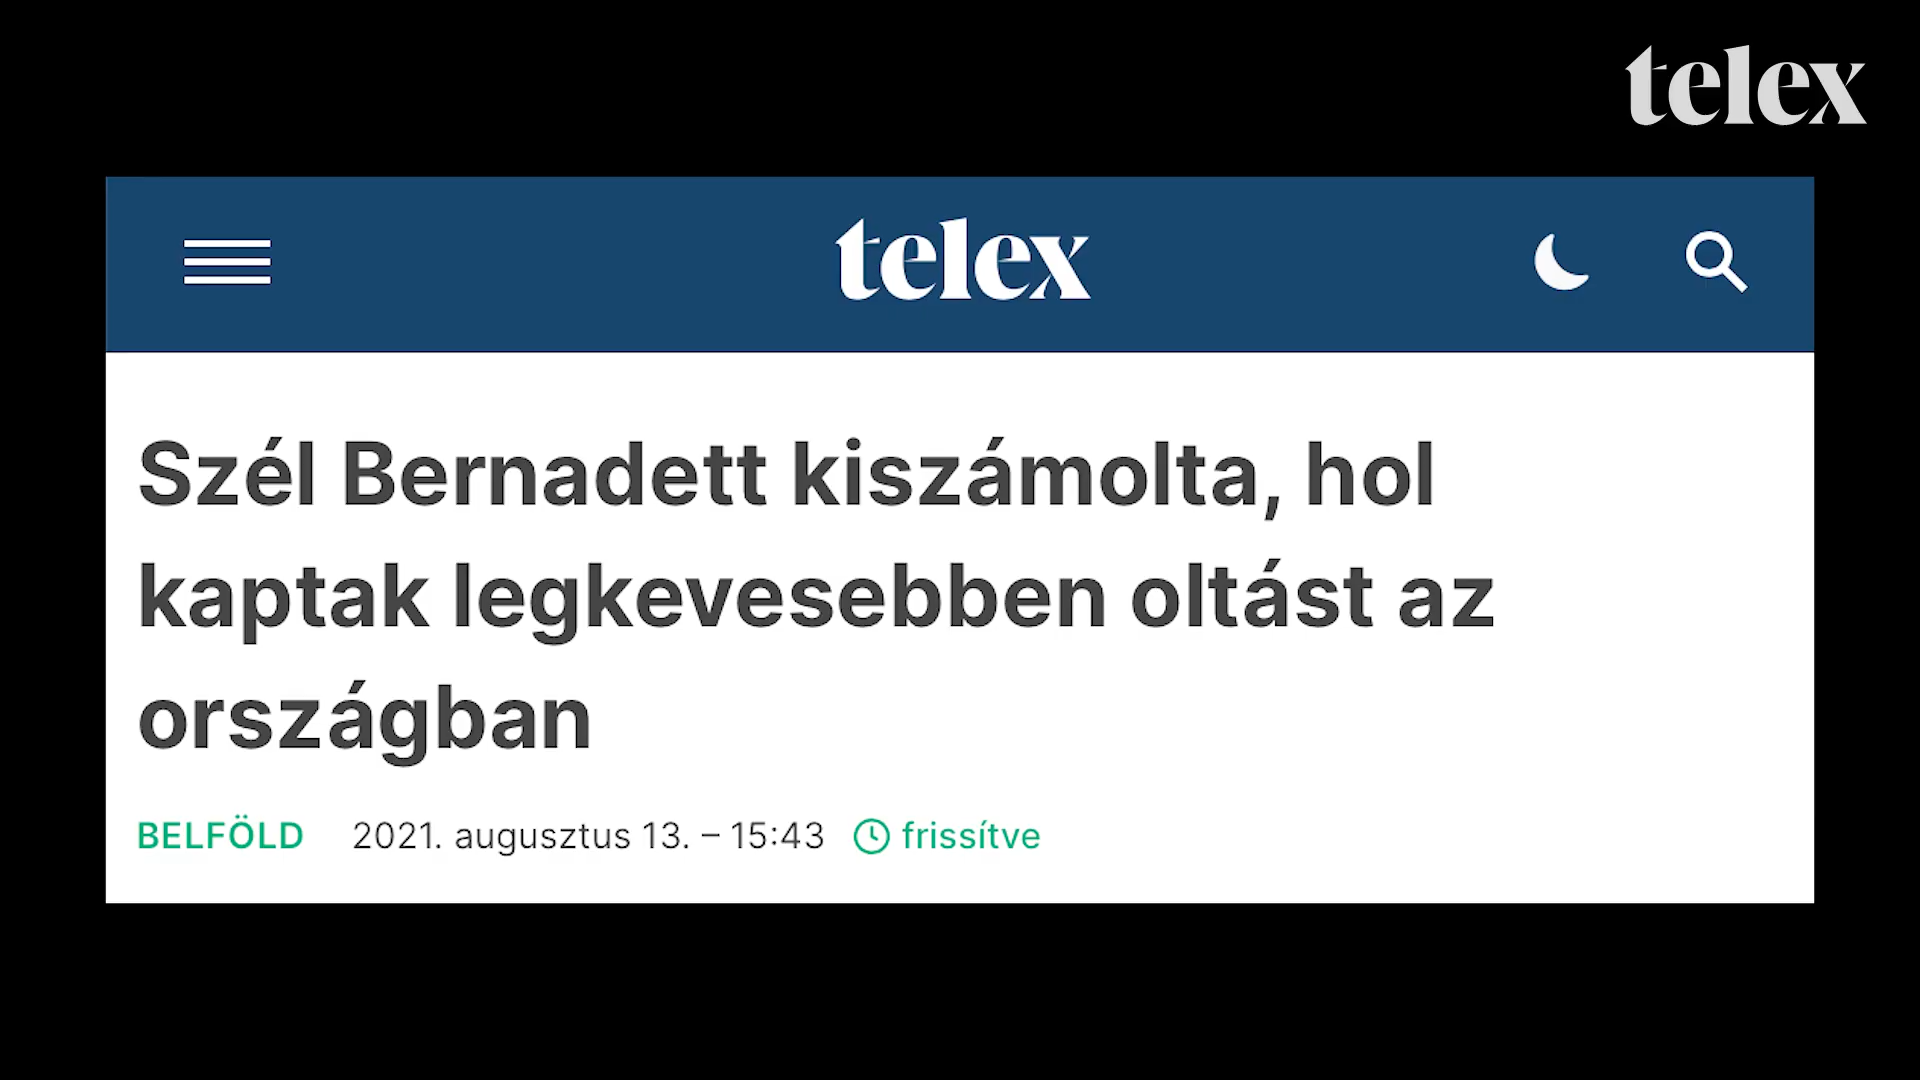 telex
telex
Szél Bernadett kiszámolta, hol
kaptak legkevesebben oltást az
országban
BELFÖLD 2021. augusztus 13. – 15:43 frissítve